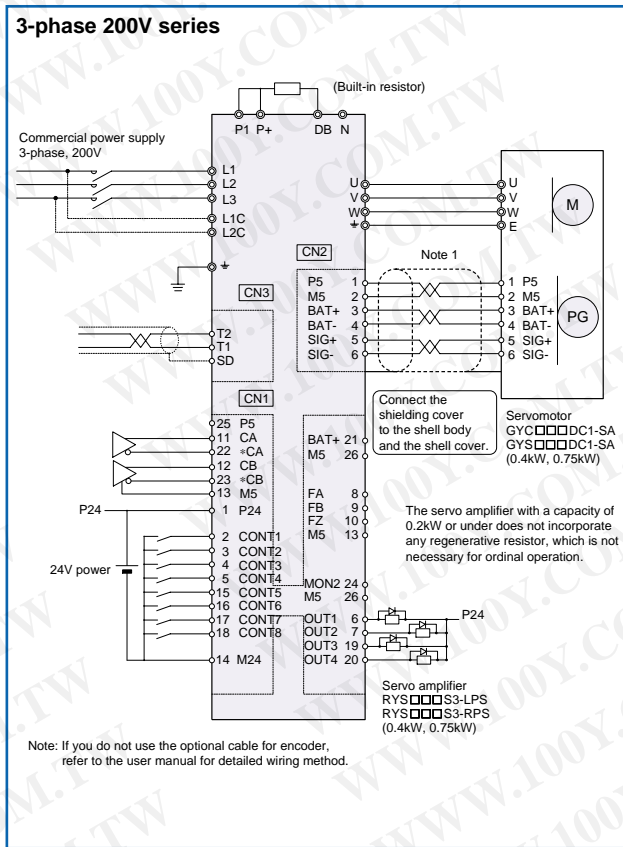 3-phase 200V series
(Built-in resistor)
P1 P+ DB N
Commercial power supply
3-phase, 200V
L1
L2
L3
L1C
L2C
U
V
W
U
V
W
E
M
CN2
Note 1
CN3
P5 1
M5 2
BAT+ 3
BAT- 4
SIG+ 5
SIG- 6
1 P5
2 M5
3 BAT+
4 BAT-
5 SIG+
6 SIG-
PG
T2
T1
SD
CN1
Connect the
shielding cover
to the shell body
and the shell cover.
Servomotor
GYC□□□DC1-SA
GYS□□□DC1-SA
(0.4kW, 0.75kW)
25 P5
11 CA
22 *CA
12 CB
23 *CB
13 M5
P24
1 P24
BAT+ 21
M5 26
FA 8
FB 9
FZ 10
M5 13
The servo amplifier with a capacity of
0.2kW or under does not incorporate
any regenerative resistor, which is not
necessary for ordinal operation.
24V power
2 CONT1
3 CONT2
4 CONT3
5 CONT4
15 CONT5
16 CONT6
17 CONT7
18 CONT8
14 M24
MON2 24
M5 26
OUT1 6
OUT2 7
OUT3 19
OUT4 20
P24
Servo amplifier
RYS□□□S3-LPS
RYS□□□S3-RPS
(0.4kW, 0.75kW)
Note: If you do not use the optional cable for encoder,
refer to the user manual for detailed wiring method.
WWW.100Y.COM.TW